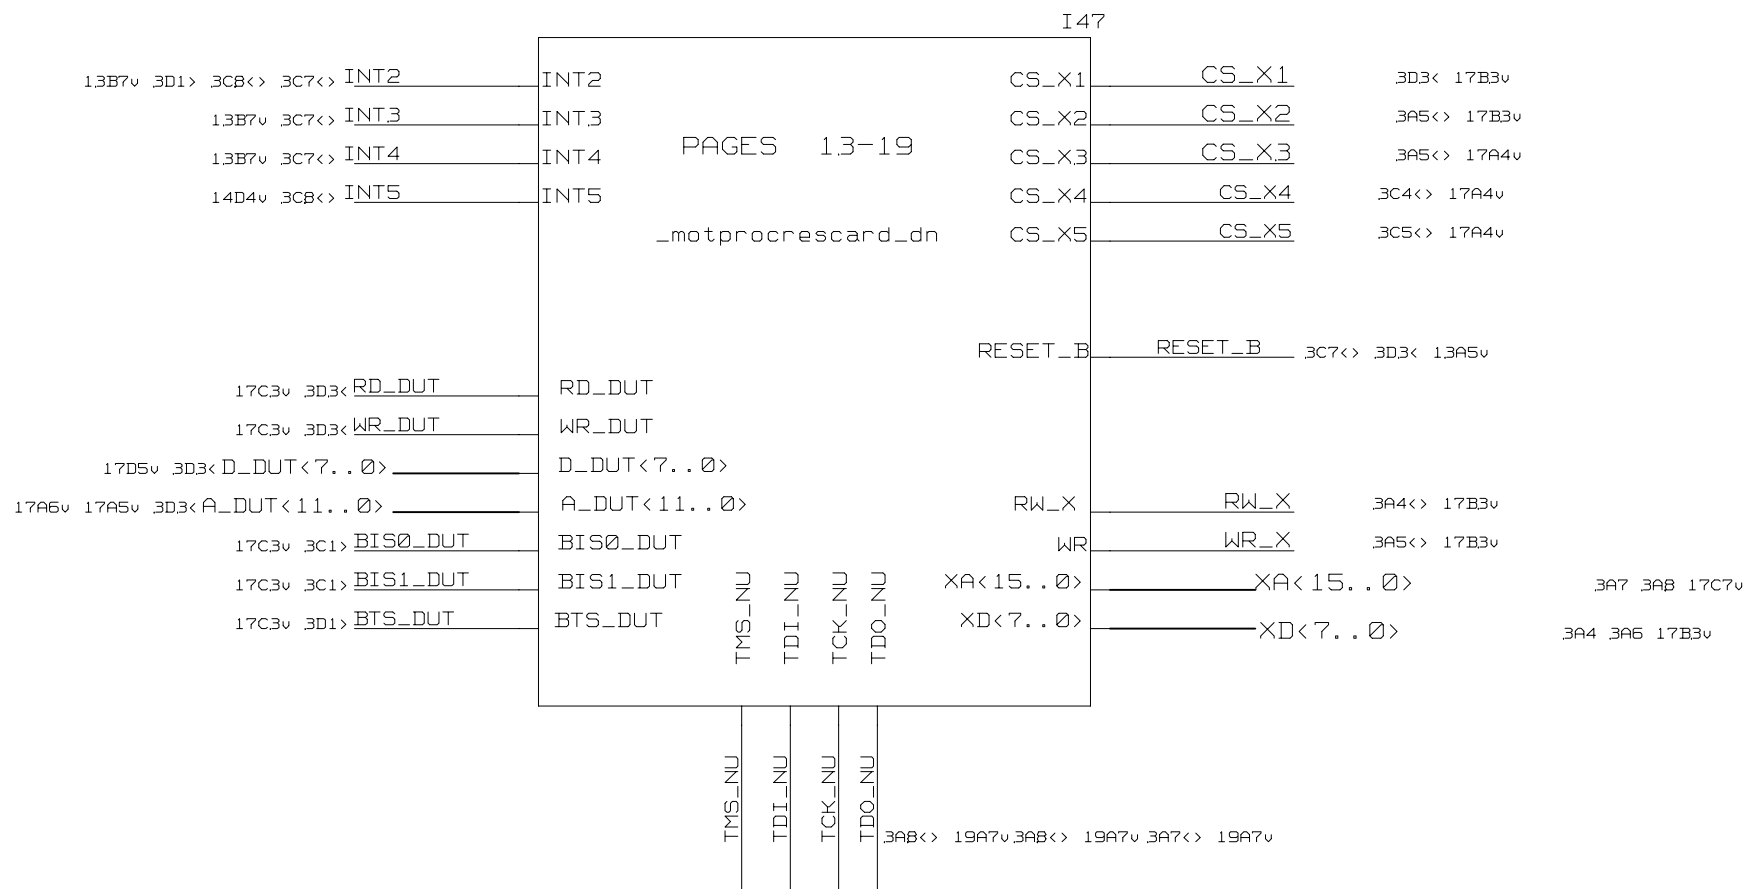 I47
13B7v 3D1> 3C8<> 3C7<> INT2 INT2 CS_X1 CS_X1 3D3< 17B3v
13B7v 3C7<> INT3 INT3 CS_X2 CS_X2 3A5<> 17B3v
PAGES 13-19
13B7v 3C7<> INT4 INT4 CS_X3 CS_X3 3A5<> 17A4v
14D4v 3C8<> INT5 INT5 CS_X4 CS_X4 3C4<> 17A4v
_motprocrescard_dn CS_X5 CS_X5 3C5<> 17A4v
RESET_B RESET_B 3C7<> 3D3< 13A5v
17C3v 3D3< RD_DUT RD_DUT
17C3v 3D3< WR_DUT WR_DUT
17D5v 3D3< D_DUT<7..0> D_DUT<7..0>
17A6v 17A5v 3D3< A_DUT<11..0> A_DUT<11..0> RW_X RW_X 3A4<> 17B3v
17C3v 3C1> BIS0_DUT BIS0_DUT WR WR_X 3A5<> 17B3v
17C3v 3C1> BIS1_DUT BIS1_DUT XA<15..0> XA<15..0> 3A7 3A8 17C7v
17C3v 3D1> BTS_DUT BTS_DUT XD<7..0> XD<7..0> 3A4 3A6 17B3v
TMS_NU
TDI_NU
TCK_NU
TDO_NU
TMS_NU
TDI_NU
TCK_NU
TDO_NU
3A8<> 19A7v 3A8<> 19A7v 3A7<> 19A7v